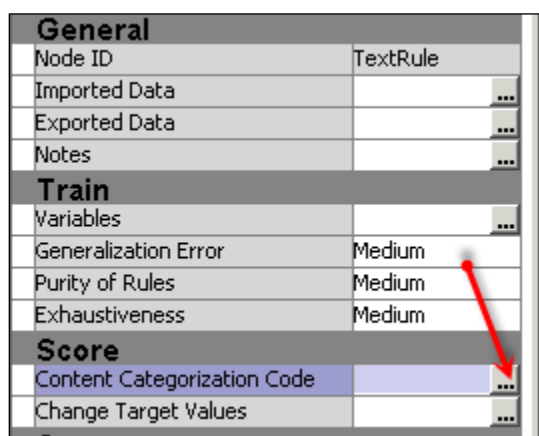 General
Node ID TextRule
Imported Data ...
Exported Data ...
Notes ...
Train
Variables ...
Generalization Error Medium
Purity of Rules Medium
Exhaustiveness Medium
Score
Content Categorization Code ...
Change Target Values ...